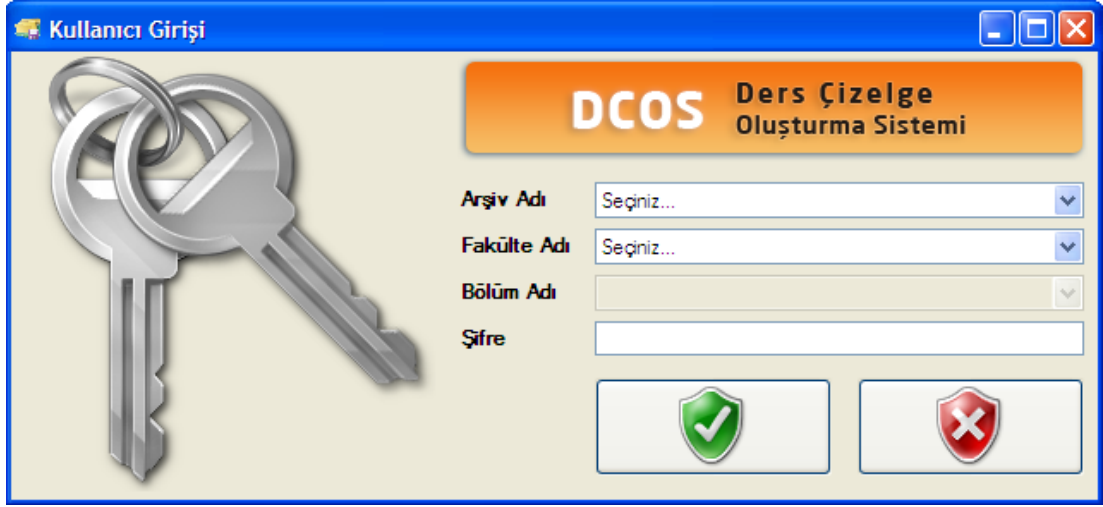 Kullanıcı Girişi
DCOS
Ders Çizelge
Oluşturma Sistemi
Arşiv Adı
Seçiniz...
Fakülte Adı
Seçiniz...
Bölüm Adı
Şifre